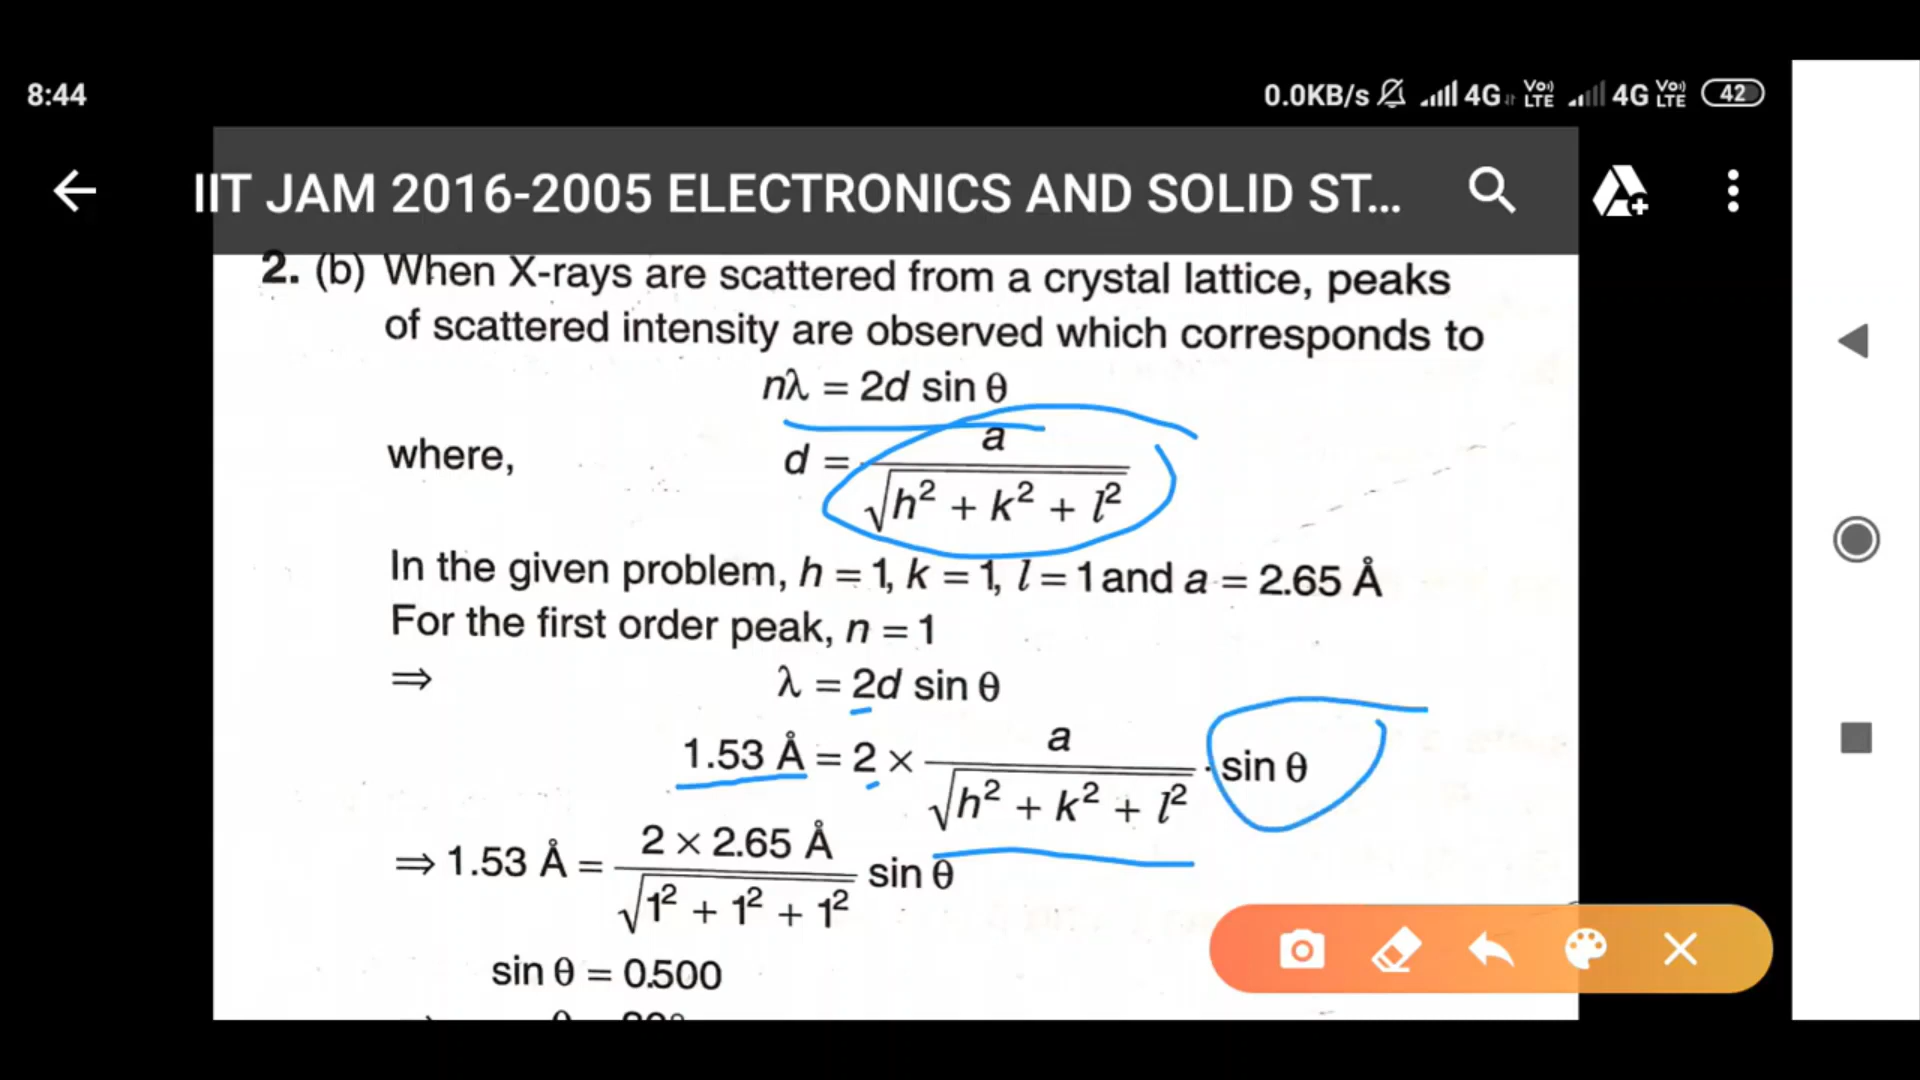 8:44
0.0KB/s 4G Vo) LTE 4G Vo) LTE 42
IIT JAM 2016-2005 ELECTRONICS AND SOLID ST...
2. (b) When X-rays are scattered from a crystal lattice, peaks
of scattered intensity are observed which corresponds to
nλ = 2d sin θ
where, d = a / √(h² + k² + l²)
In the given problem, h = 1, k = 1, l = 1 and a = 2.65 Å
For the first order peak, n = 1
⇒ λ = 2d sin θ
1.53 Å = 2 × a / √(h² + k² + l²) · sin θ
⇒ 1.53 Å = 2 × 2.65 Å / √(1² + 1² + 1²) sin θ
sin θ = 0.500